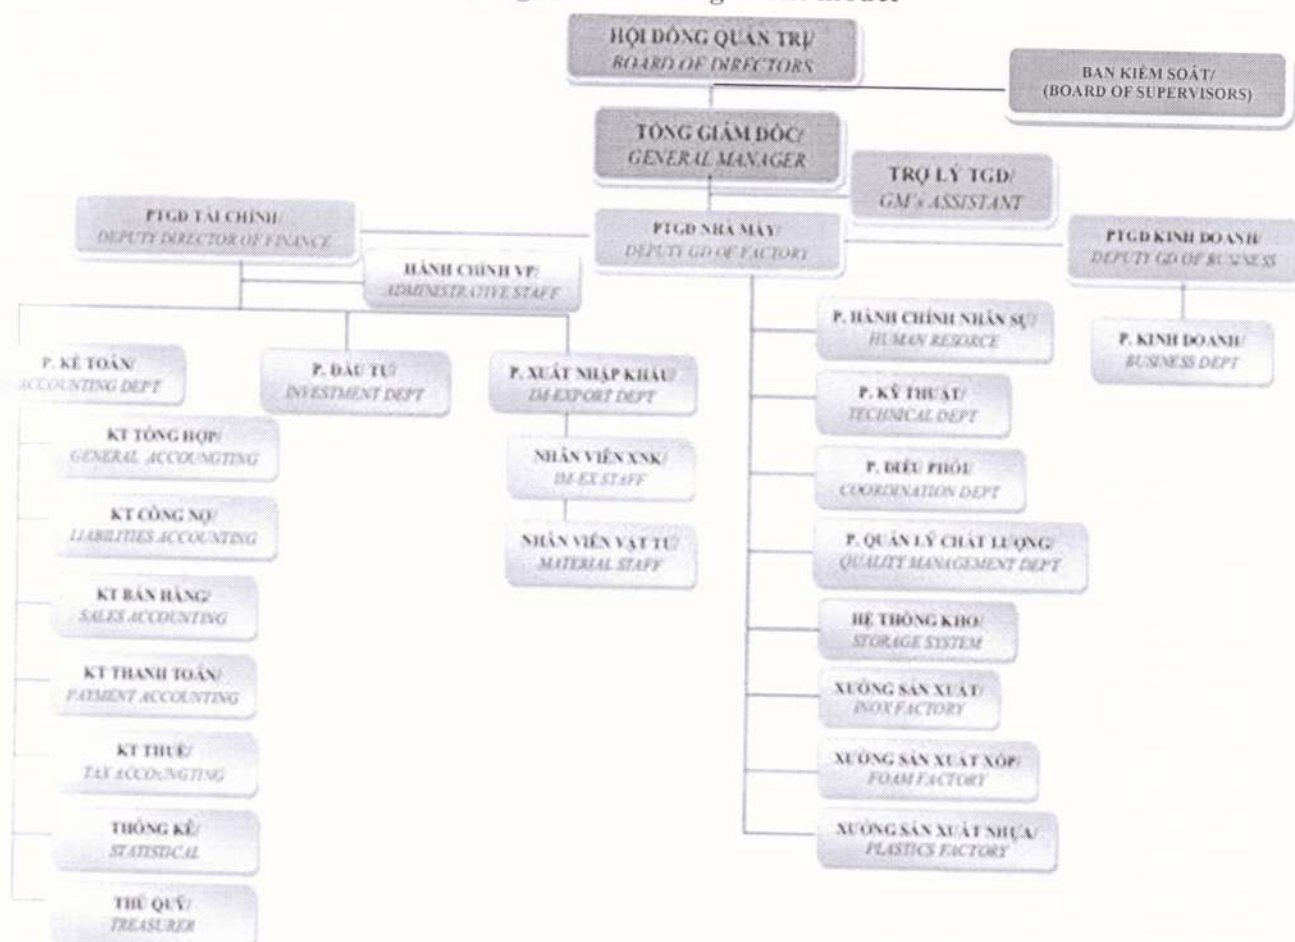 model
HỘI ĐỒNG QUẢN TRỊ/
BOARD OF DIRECTORS
BAN KIỂM SOÁT/
(BOARD OF SUPERVISORS)
TỔNG GIÁM ĐỐC/
GENERAL MANAGER
TRỢ LÝ TGĐ/
GM's ASSISTANT
PTGĐ TÀI CHÍNH/
DEPUTY DIRECTOR OF FINANCE
PTGĐ NHÀ MÁY/
DEPUTY GD OF FACTORY
PTGĐ KINH DOANH/
DEPUTY GD OF BUSINESS
HÀNH CHÍNH VP/
ADMINISTRATIVE STAFF
P. KẾ TOÁN/
ACCOUNTING DEPT
P. ĐẦU TƯ/
INVESTMENT DEPT
P. XUẤT NHẬP KHẨU/
IM-EXPORT DEPT
P. HÀNH CHÍNH NHÂN SỰ/
HUMAN RESORCE
P. KINH DOANH/
BUSINESS DEPT
KT TỔNG HỢP/
GENERAL ACCOUNGTING
NHÂN VIÊN XNK/
IM-EX STAFF
P. KỸ THUẬT/
TECHNICAL DEPT
KT CÔNG NỢ/
LIABILITIES ACCOUNTING
NHÂN VIÊN VẬT TƯ/
MATERIAL STAFF
P. ĐIỀU PHỐI/
COORDINATION DEPT
KT BÁN HÀNG/
SALES ACCOUNTING
P. QUẢN LÝ CHẤT LƯỢNG/
QUALITY MANAGEMENT DEPT
KT THANH TOÁN/
PAYMENT ACCOUNTING
HỆ THỐNG KHO/
STORAGE SYSTEM
KT THUẾ/
TAX ACCOUNGTING
XƯỞNG SẢN XUẤT/
INOX FACTORY
THỐNG KÊ/
STATISTICAL
XƯỞNG SẢN XUẤT XỐP/
FOAM FACTORY
THỦ QUỸ/
TREASURER
XƯỞNG SẢN XUẤT NHỰA/
PLASTICS FACTORY